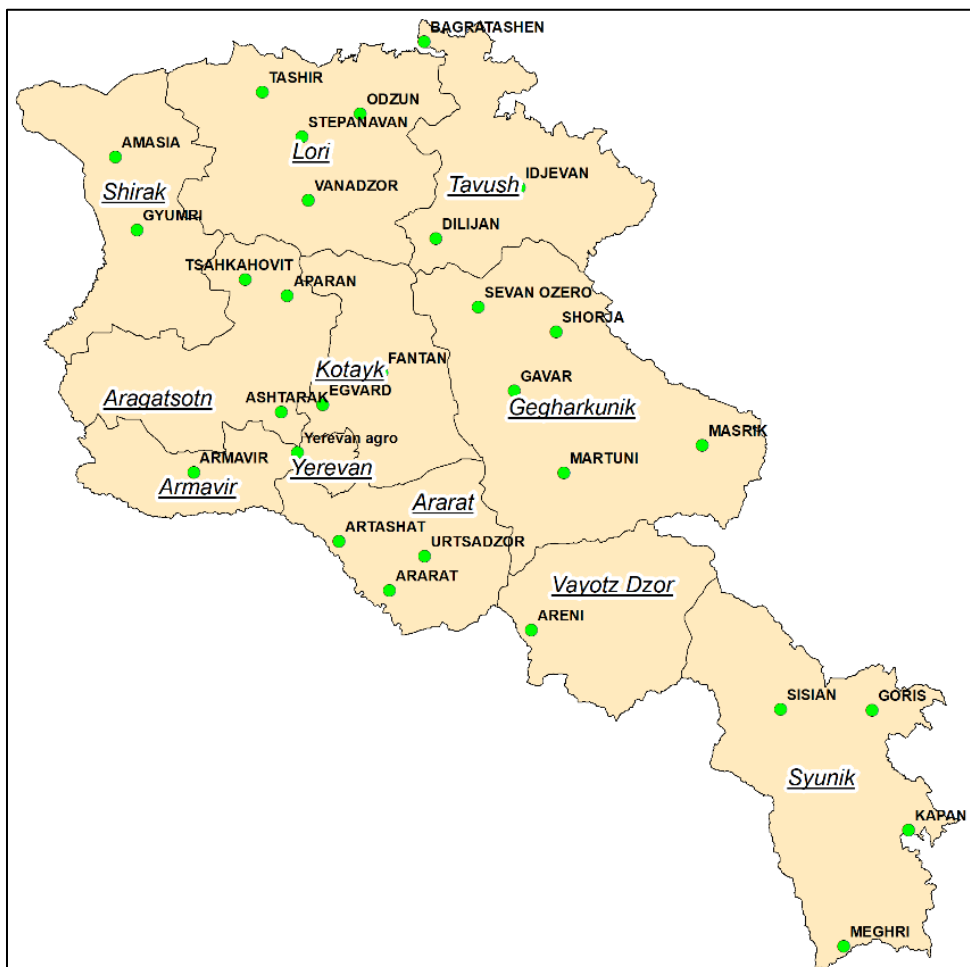 BAGRATASHEN
TASHIR
ODZUN
STEPANAVAN
Lori
AMASIA
IDJEVAN
Tavush
Shirak
VANADZOR
GYUMRI
DILIJAN
TSAHKAHOVIT
APARAN
SEVAN OZERO
SHORJA
FANTAN
Kotayk
GAVAR
EGVARD
Aragatsotn
ASHTARAK
Gegharkunik
Yerevan agro
MASRIK
ARMAVIR
Yerevan
MARTUNI
Armavir
Ararat
ARTASHAT
URTSADZOR
ARARAT
Vayotz Dzor
ARENI
SISIAN
GORIS
Syunik
KAPAN
MEGHRI